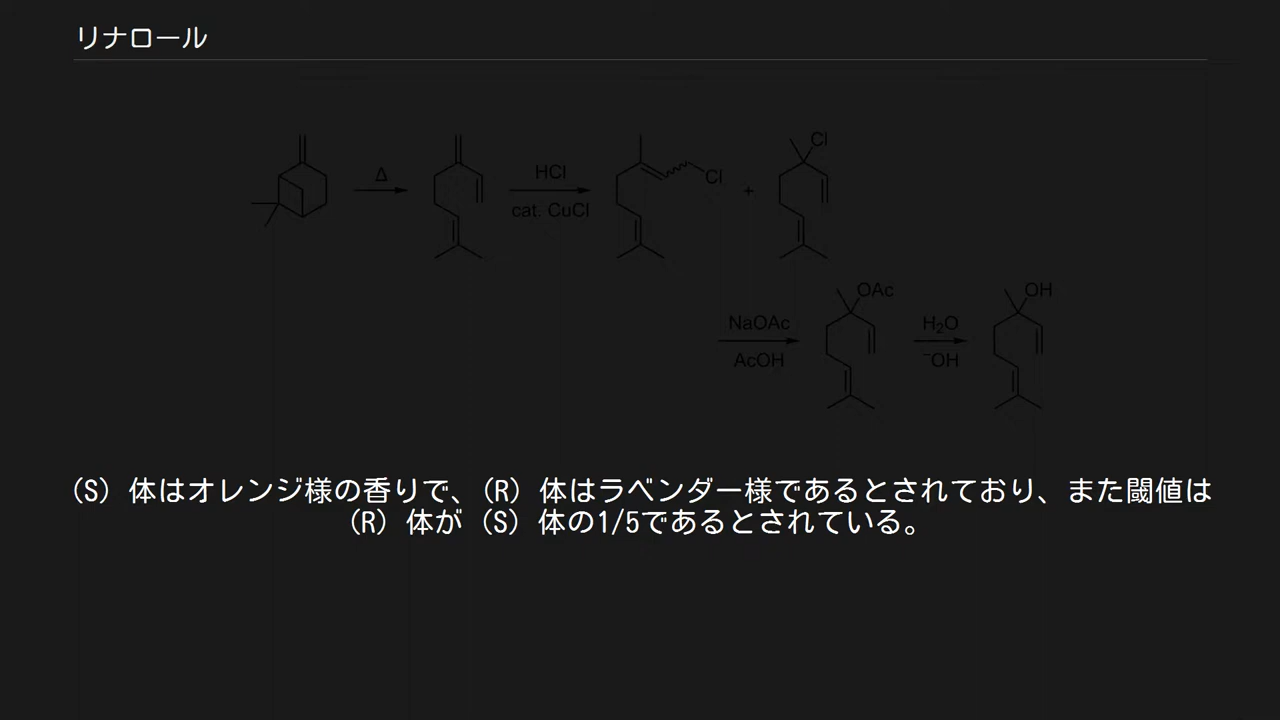 リナロール
Cl
Δ
HCl
cat. CuCl
Cl
+
OAc
OH
NaOAc
AcOH
H₂O
⁻OH
(S) 体はオレンジ様の香りで、(R) 体はラベンダー様であるとされており、また閾値は
(R) 体が (S) 体の1/5であるとされている。